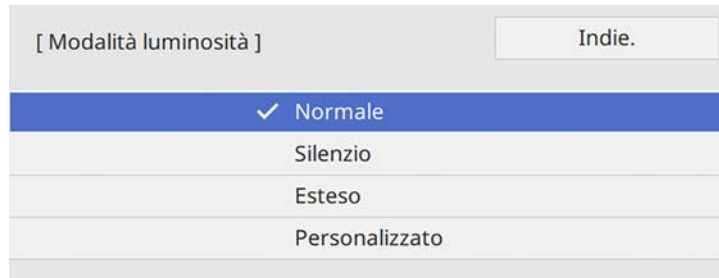 [ Modalità luminosità ]
Indie.
Normale
Silenzio
Esteso
Personalizzato